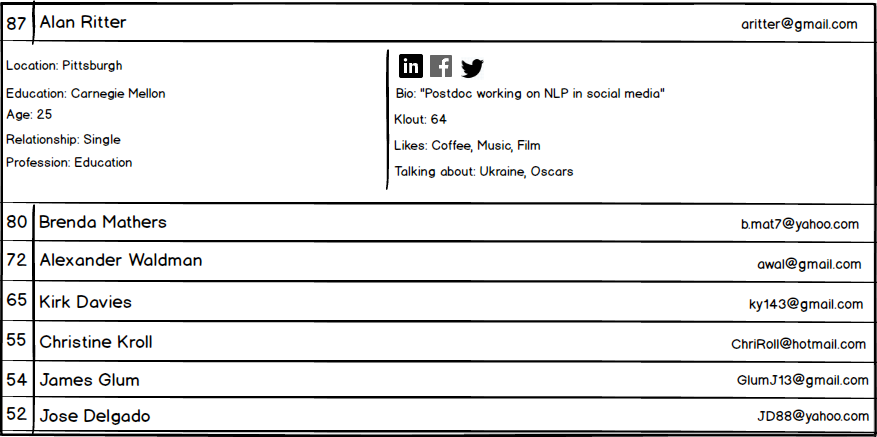 87 Alan Ritter aritter@gmail.com
Location: Pittsburgh
Education: Carnegie Mellon
Age: 25
Relationship: Single
Profession: Education
in f
Bio: "Postdoc working on NLP in social media"
Klout: 64
Likes: Coffee, Music, Film
Talking about: Ukraine, Oscars
80 Brenda Mathers b.mat7@yahoo.com
72 Alexander Waldman awal@gmail.com
65 Kirk Davies ky143@gmail.com
55 Christine Kroll ChriRoll@hotmail.com
54 James Glum GlumJ13@gmail.com
52 Jose Delgado JD88@yahoo.com